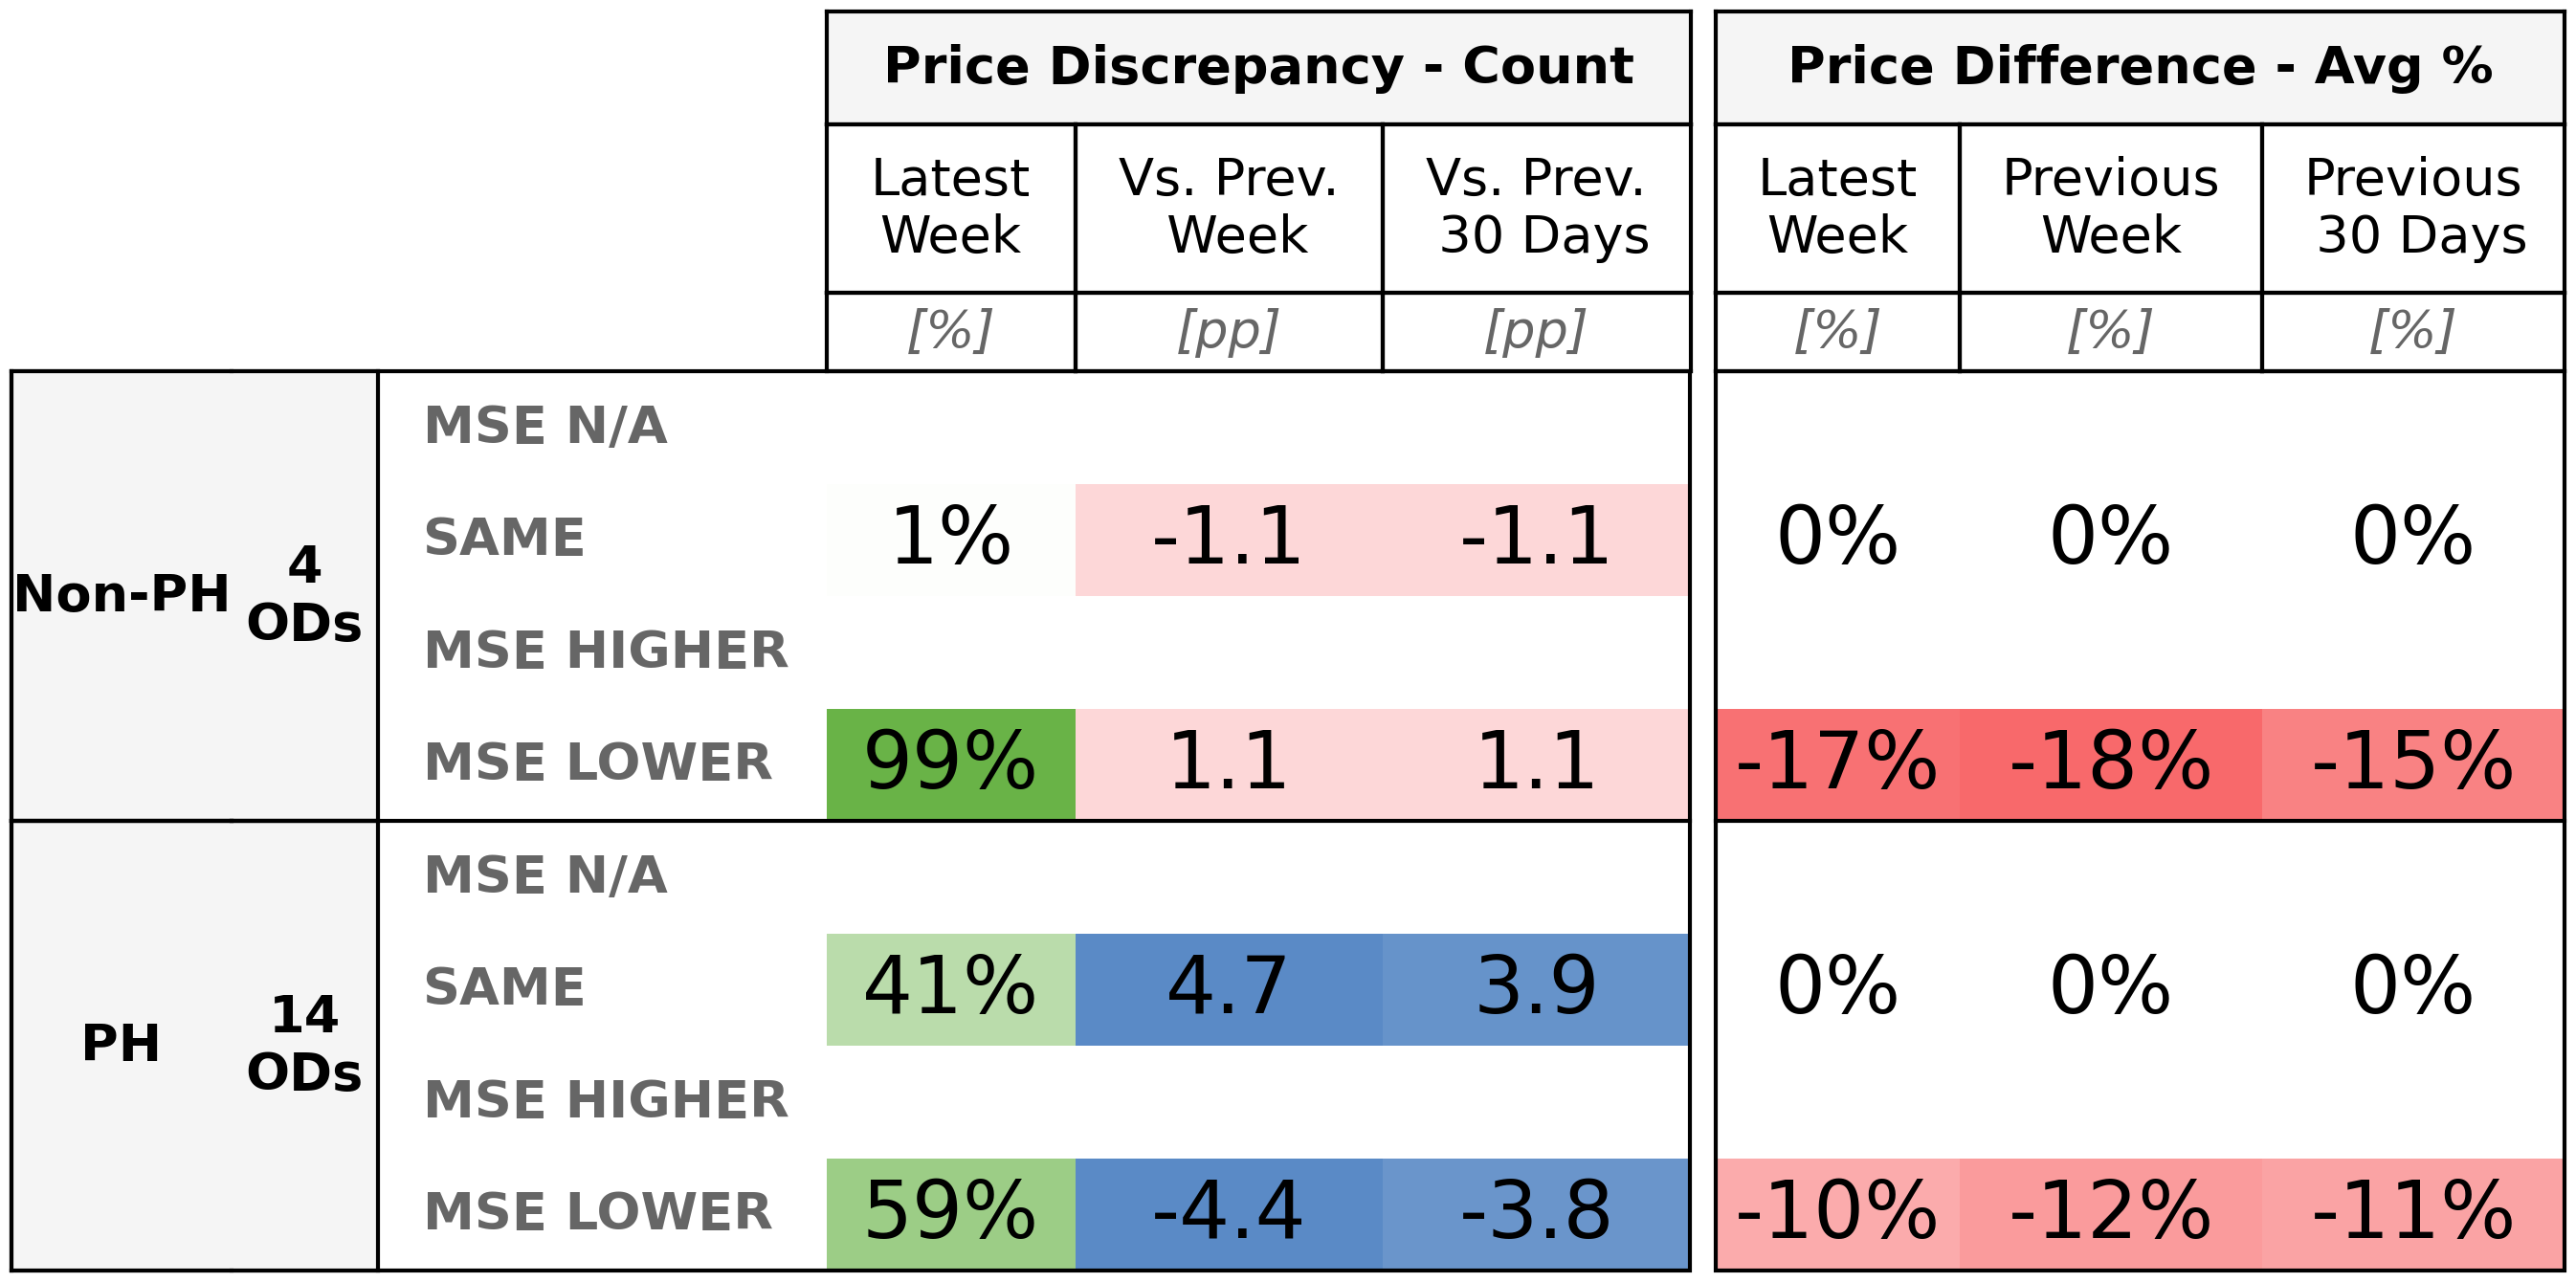 Price Discrepancy - Count Price Difference - Avg %
Latest Week Vs. Prev. Week Vs. Prev. 30 Days Latest Week Previous Week Previous 30 Days
[%] [pp] [pp] [%] [%] [%]
Non-PH 4 ODs
MSE N/A
SAME 1% -1.1 -1.1 0% 0% 0%
MSE HIGHER
MSE LOWER 99% 1.1 1.1 -17% -18% -15%
PH 14 ODs
MSE N/A
SAME 41% 4.7 3.9 0% 0% 0%
MSE HIGHER
MSE LOWER 59% -4.4 -3.8 -10% -12% -11%